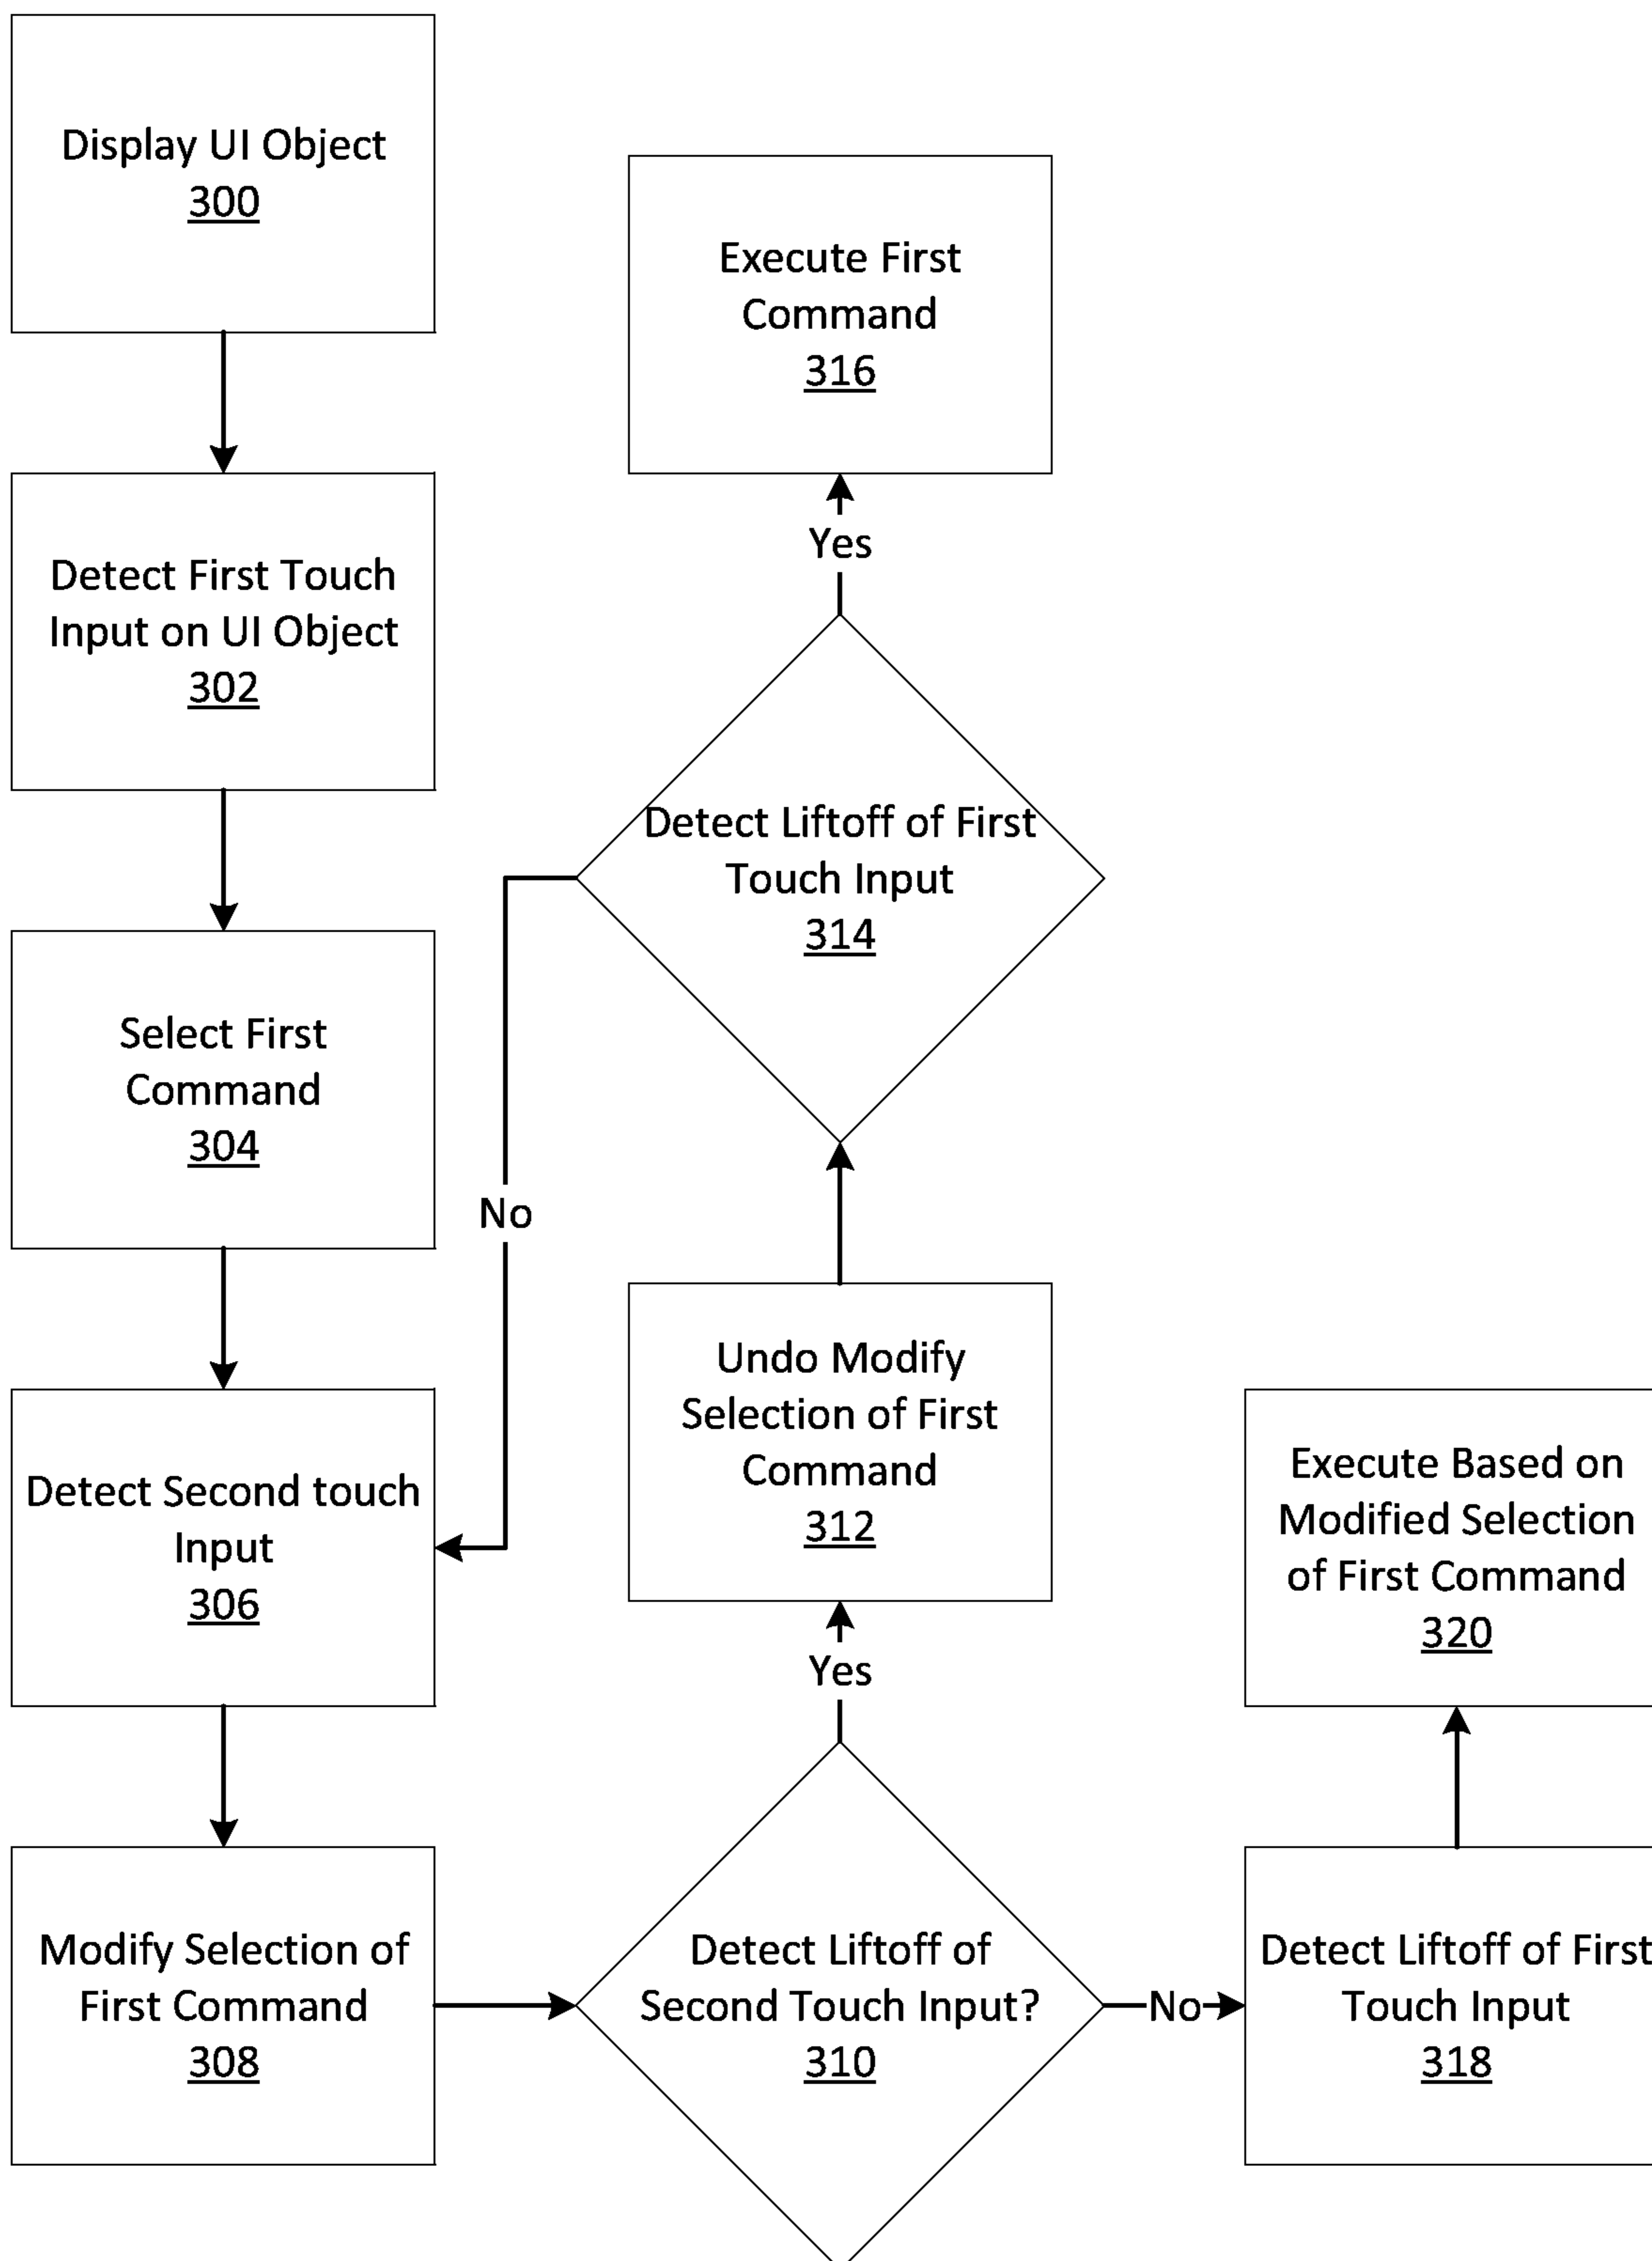 Display UI Object
300
Detect First Touch
Input on UI Object
302
Select First
Command
304
Detect Second touch
Input
306
Modify Selection of
First Command
308
Detect Liftoff of
Second Touch Input?
310
Yes
Undo Modify
Selection of First
Command
312
Detect Liftoff of First
Touch Input
314
No
Yes
Execute First
Command
316
No
Detect Liftoff of First
Touch Input
318
Execute Based on
Modified Selection
of First Command
320